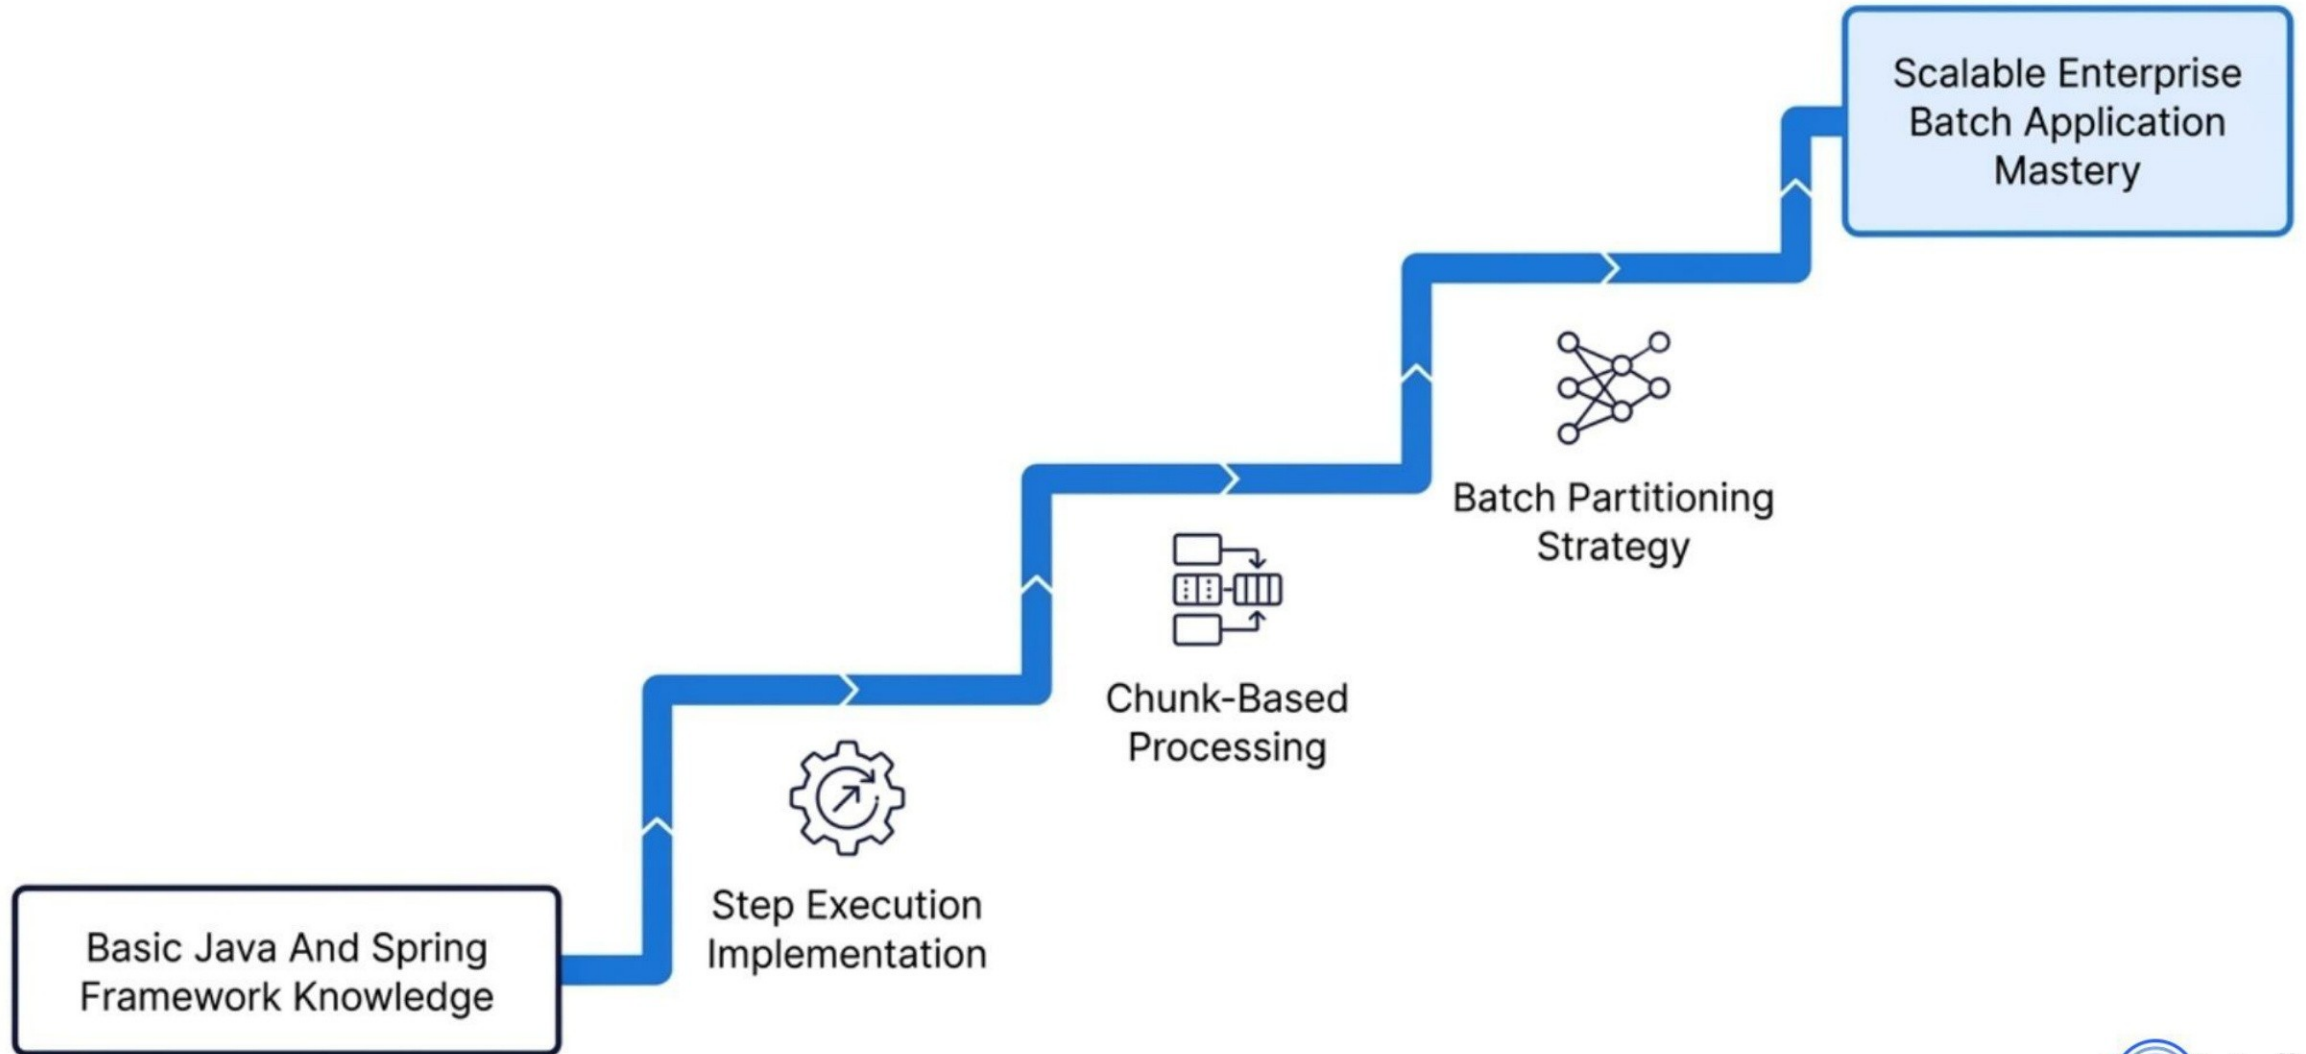 Scalable Enterprise
Batch Application
Mastery
Batch Partitioning
Strategy
Chunk-Based
Processing
Step Execution
Implementation
Basic Java And Spring
Framework Knowledge